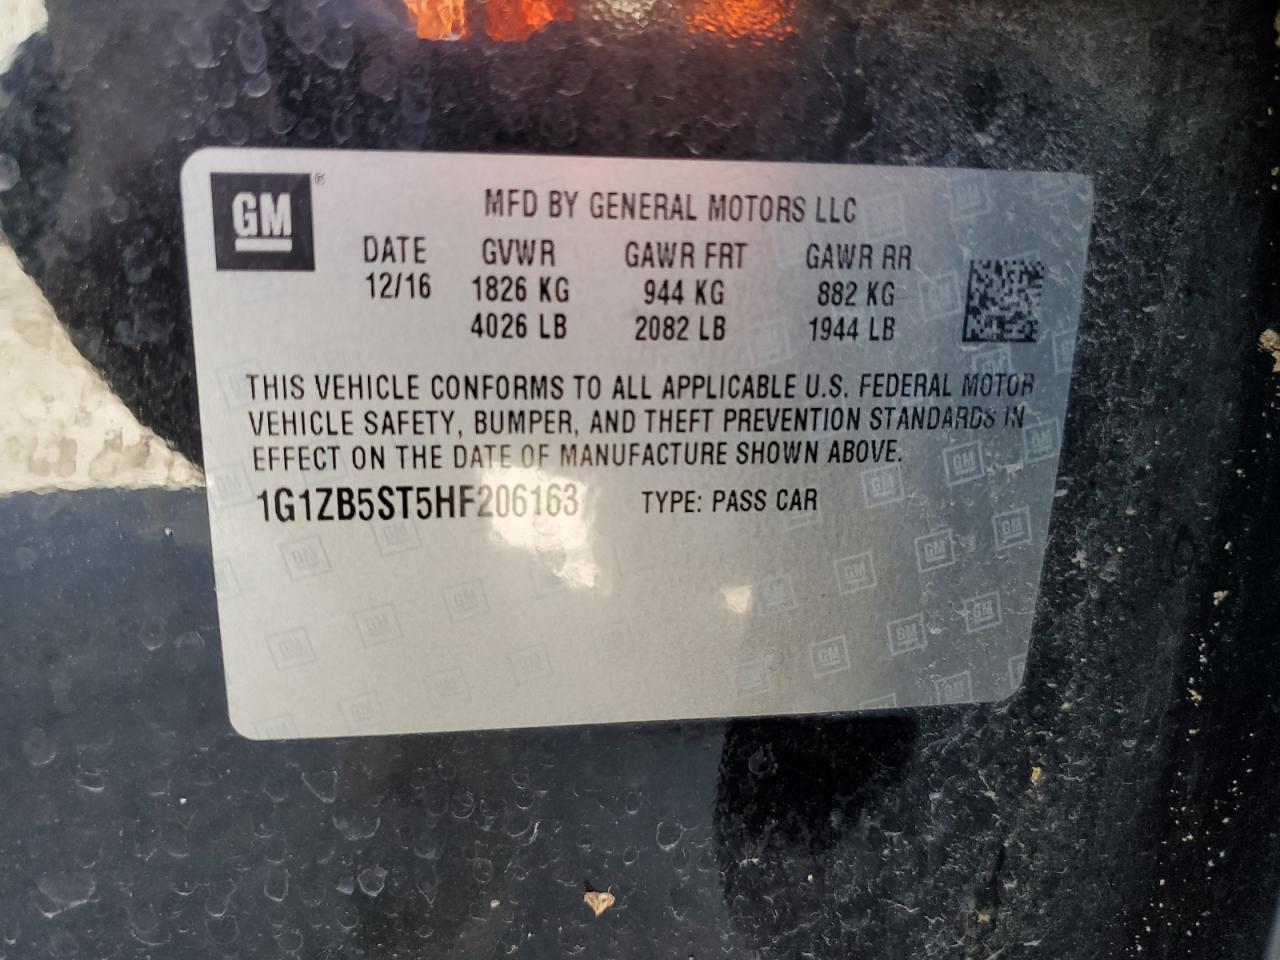 GM ®
MFD BY GENERAL MOTORS LLC
DATE GVWR GAWR FRT GAWR RR
12/16 1826 KG 944 KG 882 KG
4026 LB 2082 LB 1944 LB
THIS VEHICLE CONFORMS TO ALL APPLICABLE U.S. FEDERAL MOTOR
VEHICLE SAFETY, BUMPER, AND THEFT PREVENTION STANDARDS IN
EFFECT ON THE DATE OF MANUFACTURE SHOWN ABOVE.
1G1ZB5ST5HF206163 TYPE: PASS CAR